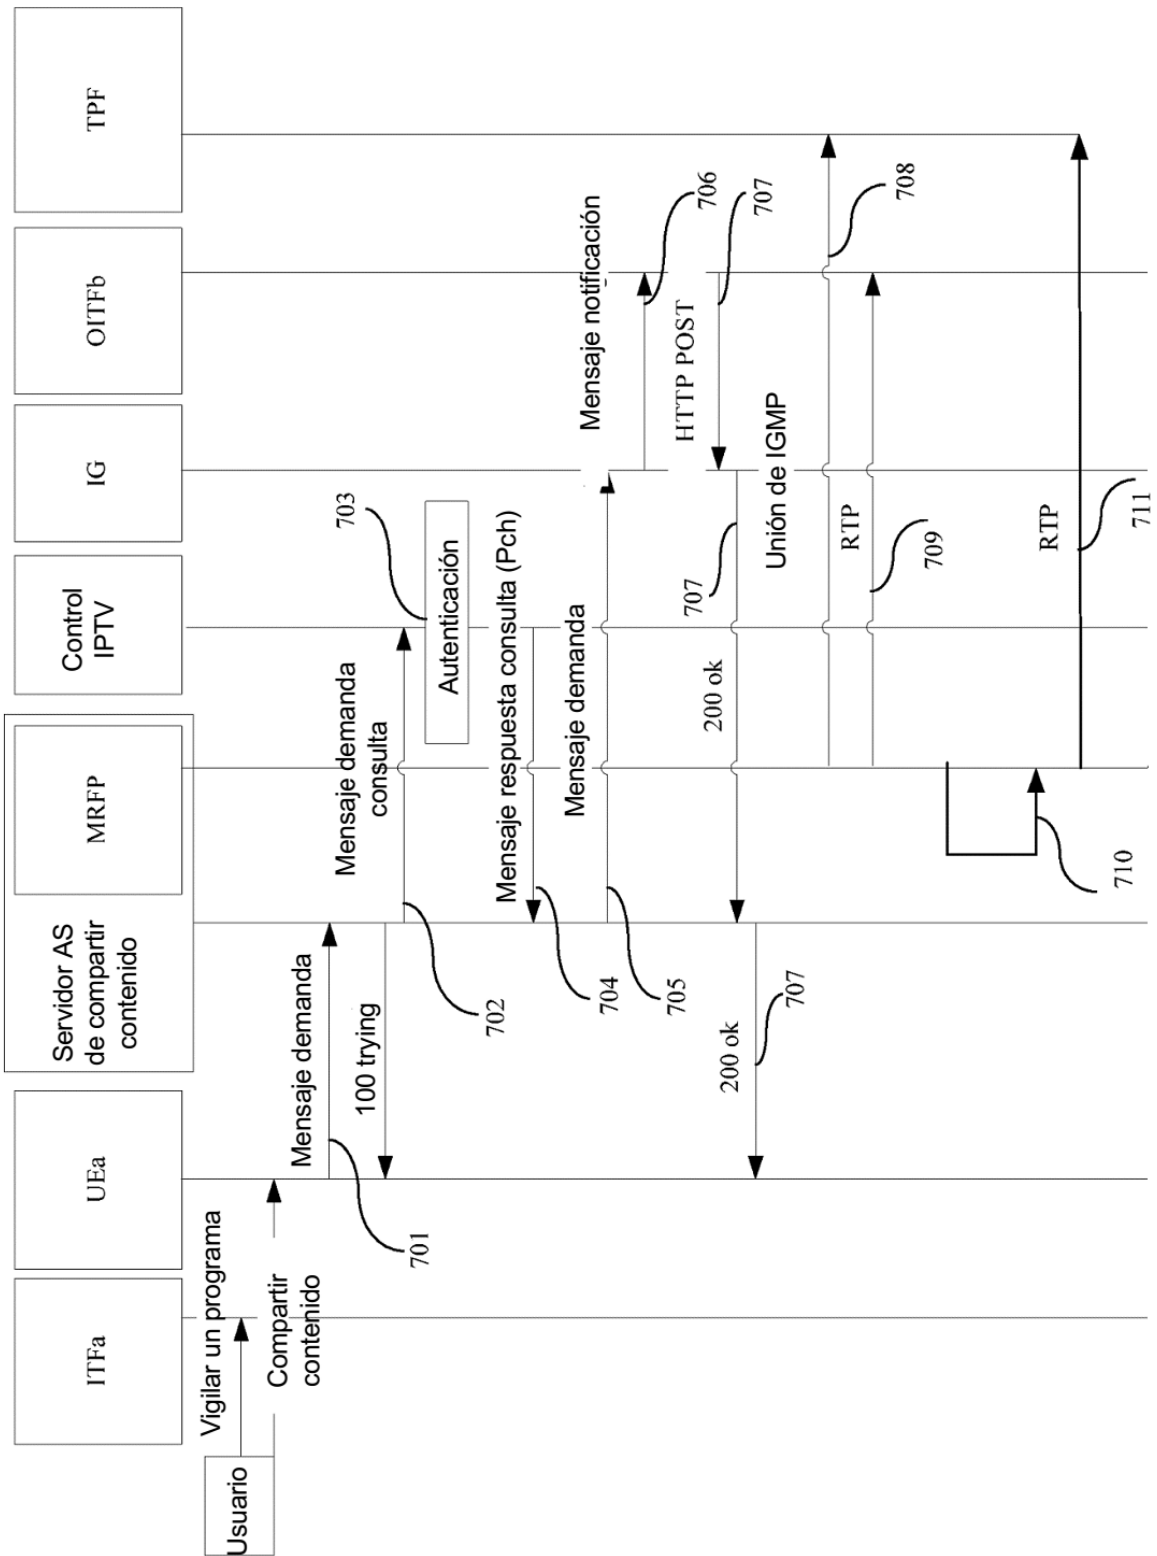 ITFa
UEa
Servidor AS
de compartir
contenido
MRFP
Control
IPTV
IG
OITFb
TPF
Usuario
Vigilar un programa
Compartir
contenido
Mensaje demanda
701
100 trying
Mensaje demanda
consulta
702
703
Autenticación
Mensaje respuesta consulta (Pch)
704
Mensaje demanda
705
Mensaje notificación
706
HTTP POST
707
200 ok
707
200 ok
707
Unión de IGMP
708
RTP
709
710
RTP
711